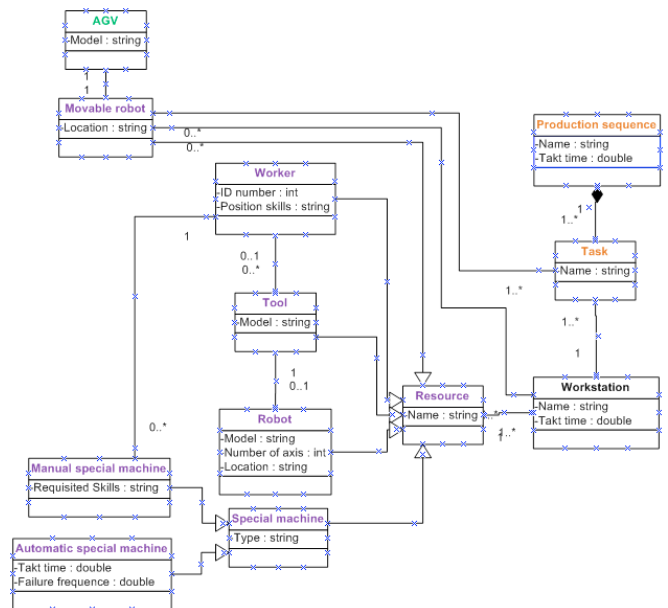 AGV
-Model : string
1
1
Movable robot
-Location : string
0..*
0..*
Production sequence
-Name : string
-Takt time : double
1
1..*
Worker
-ID number : int
-Position skills : string
1
0..1
0..*
Task
-Name : string
1..*
Tool
-Model : string
1..*
1
1
0..1
Workstation
-Name : string
-Takt time : double
Resource
-Name : string
1..*
Robot
-Model : string
-Number of axis : int
-Location : string
0..*
Manual special machine
-Requisited Skills : string
Special machine
-Type : string
Automatic special machine
-Takt time : double
-Failure frequence : double